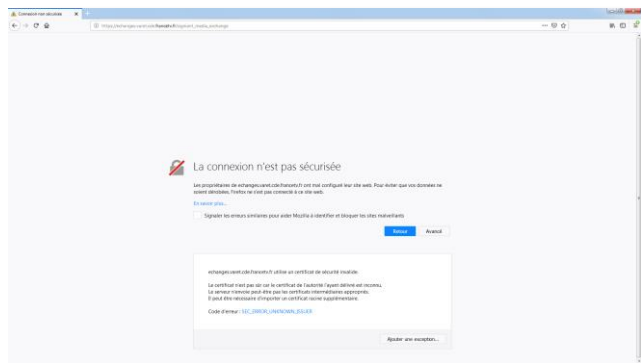 Connexion non sécurisée
La connexion n'est pas sécurisée
Les propriétaires de echanges.varet.cde.francetv.fr ont mal configuré leur site web. Pour éviter que vos données ne
soient dérobées, Firefox ne s'est pas connecté à ce site web.
En savoir plus…
Signaler les erreurs similaires pour aider Mozilla à identifier et bloquer les sites malveillants
Retour
Avancé
utilise un certificat de sécurité invalide.
Le certificat n'est pas sûr car le certificat de l'autorité l'ayant délivré est inconnu.
Le serveur n'envoie peut-être pas les certificats intermédiaires appropriés.
Il peut être nécessaire d'importer un certificat racine supplémentaire.
Code d'erreur : SEC_ERROR_UNKNOWN_ISSUER
Ajouter une exception…